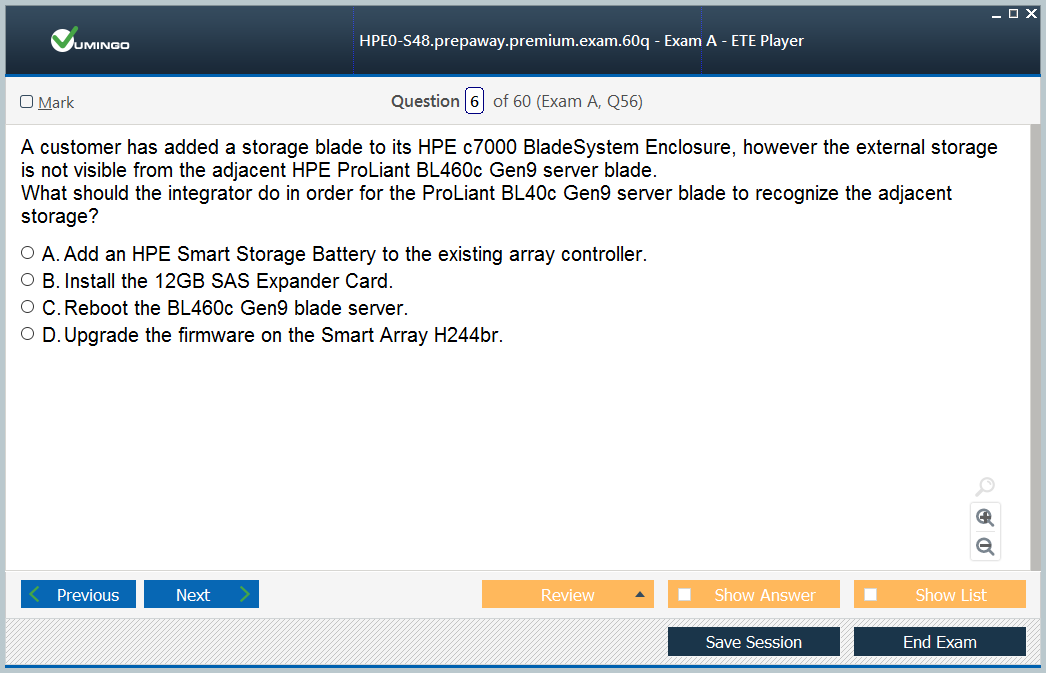 VUMINGO
HPE0-S48.prepaway.premium.exam.60q - Exam A - ETE Player
Mark
Question 6 of 60 (Exam A, Q56)
A customer has added a storage blade to its HPE c7000 BladeSystem Enclosure, however the external storage
is not visible from the adjacent HPE ProLiant BL460c Gen9 server blade.
What should the integrator do in order for the ProLiant BL40c Gen9 server blade to recognize the adjacent
storage?
A. Add an HPE Smart Storage Battery to the existing array controller.
B. Install the 12GB SAS Expander Card.
C. Reboot the BL460c Gen9 blade server.
D. Upgrade the firmware on the Smart Array H244br.
Previous
Next
Review
Show Answer
Show List
Save Session
End Exam